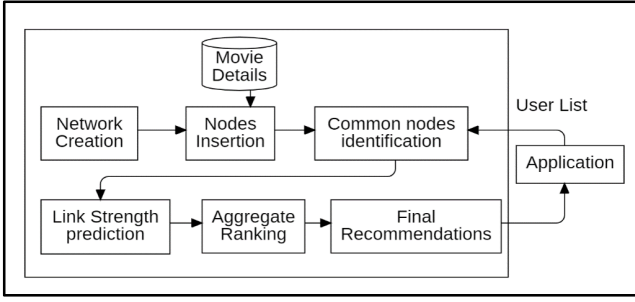 Movie
Details
User List
Network
Creation
Nodes
Insertion
Common nodes
identification
Application
Link Strength
prediction
Aggregate
Ranking
Final
Recommendations